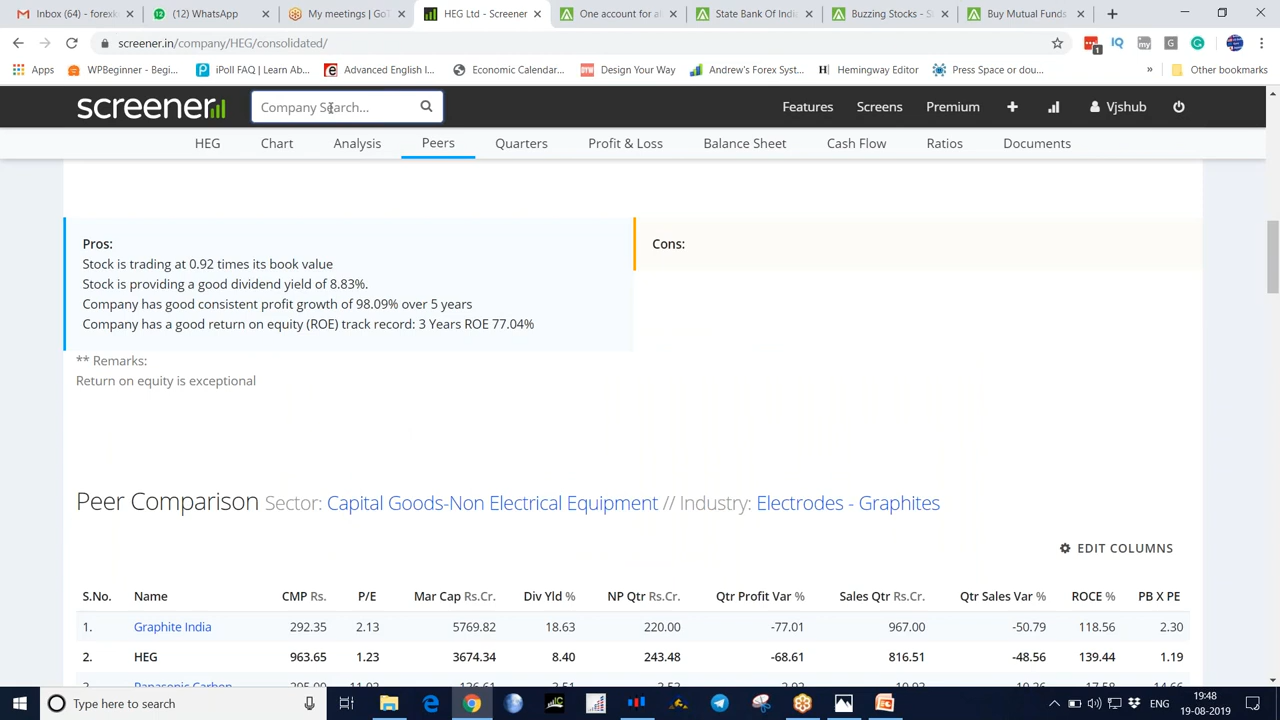 Inbox (64) - forexk
(12) WhatsApp
My meetings | GoT
HEG Ltd - Screener
One account for al
State Bank Of Indi
Buzzing Stocks - S
Buy Mutual Funds
screener.in/company/HEG/consolidated/
1
Apps
WPBeginner - Begi...
iPoll FAQ | Learn Ab...
Advanced English I...
Economic Calendar...
Design Your Way
Andrew's Forex Syst...
Hemingway Editor
Press Space or dou...
»
Other bookmarks
screener
Company Search...
Features
Screens
Premium
Vjshub
HEG
Chart
Analysis
Peers
Quarters
Profit & Loss
Balance Sheet
Cash Flow
Ratios
Documents
Pros:
Stock is trading at 0.92 times its book value
Stock is providing a good dividend yield of 8.83%.
Company has good consistent profit growth of 98.09% over 5 years
Company has a good return on equity (ROE) track record: 3 Years ROE 77.04%
Cons:
** Remarks:
Return on equity is exceptional
Peer Comparison Sector: Capital Goods-Non Electrical Equipment // Industry: Electrodes - Graphites
EDIT COLUMNS
S.No. Name CMP Rs. P/E Mar Cap Rs.Cr. Div Yld % NP Qtr Rs.Cr. Qtr Profit Var % Sales Qtr Rs.Cr. Qtr Sales Var % ROCE % PB X PE
1. Graphite India 292.35 2.13 5769.82 18.63 220.00 -77.01 967.00 -50.79 118.56 2.30
2. HEG 963.65 1.23 3674.34 8.40 243.48 -68.61 816.51 -48.56 139.44 1.19
Panasonic Carbon
Type here to search
ENG
19:48
19-08-2019